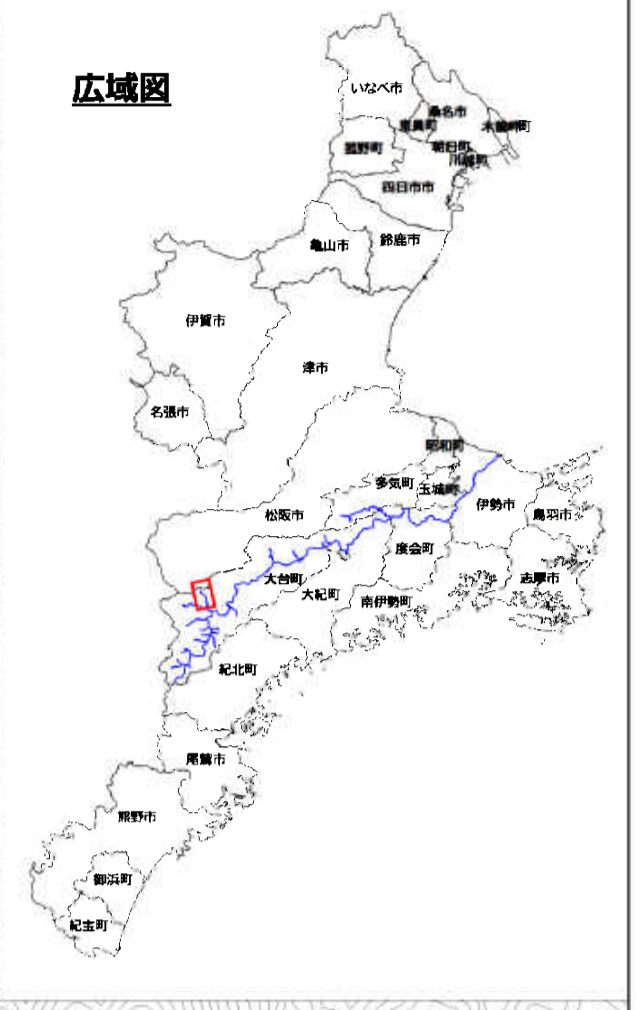 広域図
いなべ市
桑名市
東員町
木曽岬町
朝日町
菰野町
川越町
四日市市
鈴鹿市
亀山市
伊賀市
津市
名張市
明和町
多気町
玉城町
伊勢市
松阪市
鳥羽市
度会町
大台町
志摩市
大紀町
南伊勢町
紀北町
尾鷲市
熊野市
御浜町
紀宝町